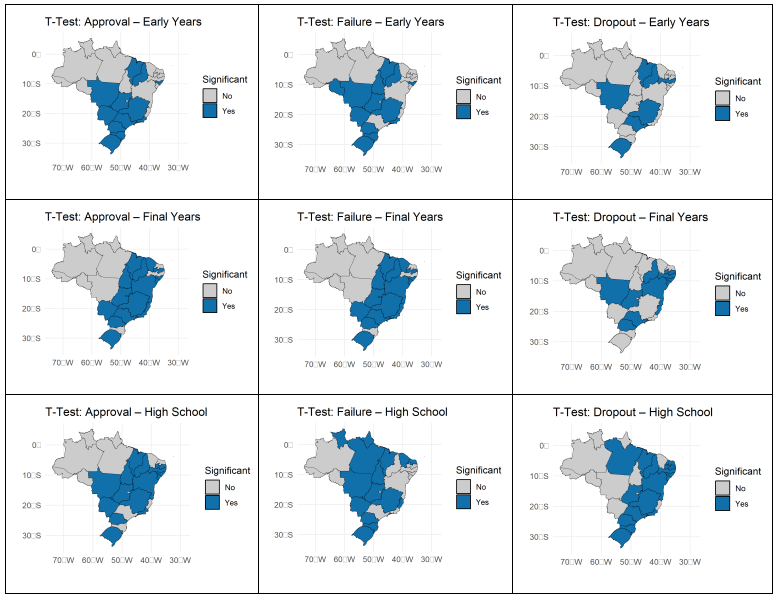 T-Test: Approval – Early Years
0□
10□S
20□S
30□S
70□W 60□W 50□W 40□W 30□W
Significant
No
Yes
T-Test: Failure – Early Years
0□
10□S
20□S
30□S
70□W 60□W 50□W 40□W 30□W
Significant
No
Yes
T-Test: Dropout – Early Years
0□
10□S
20□S
30□S
70□W 60□W 50□W 40□W 30□W
Significant
No
Yes
T-Test: Approval – Final Years
0□
10□S
20□S
30□S
70□W 60□W 50□W 40□W 30□W
Significant
No
Yes
T-Test: Failure – Final Years
0□
10□S
20□S
30□S
70□W 60□W 50□W 40□W 30□W
Significant
No
Yes
T-Test: Dropout – Final Years
0□
10□S
20□S
30□S
70□W 60□W 50□W 40□W 30□W
Significant
No
Yes
T-Test: Approval – High School
0□
10□S
20□S
30□S
70□W 60□W 50□W 40□W 30□W
Significant
No
Yes
T-Test: Failure – High School
0□
10□S
20□S
30□S
70□W 60□W 50□W 40□W 30□W
Significant
No
Yes
T-Test: Dropout – High School
0□
10□S
20□S
30□S
70□W 60□W 50□W 40□W 30□W
Significant
No
Yes